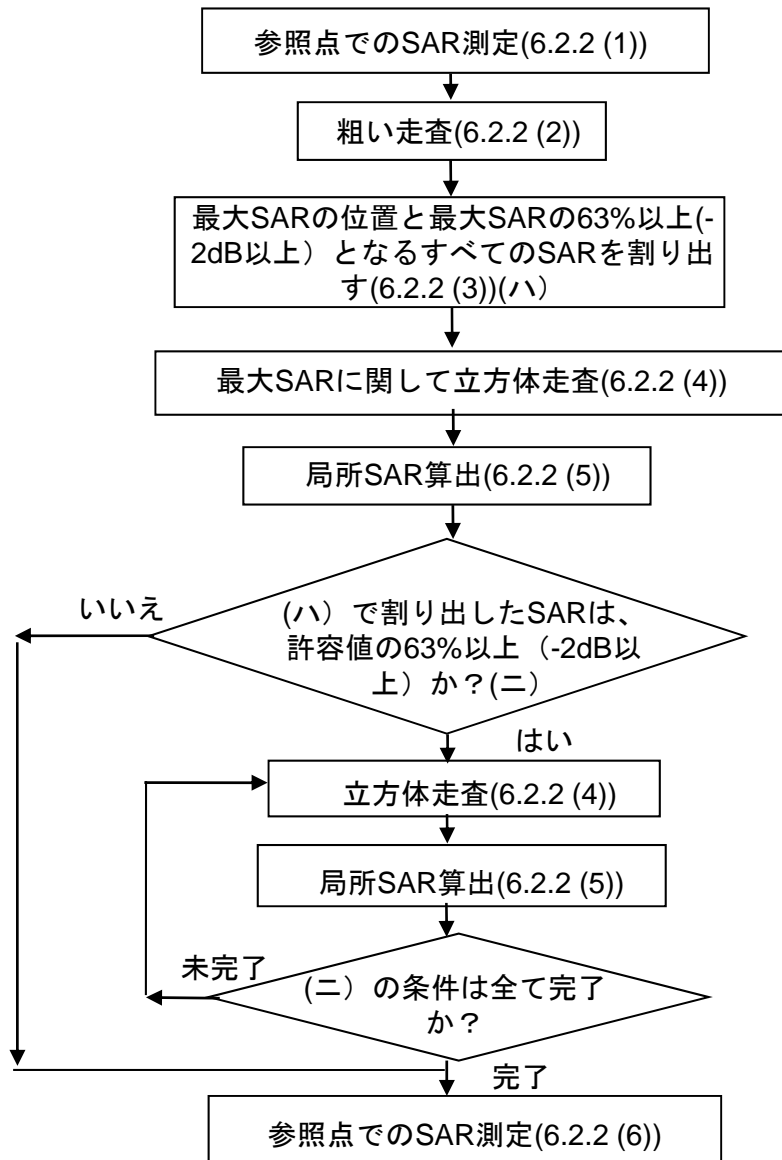 参照点でのSAR測定(6.2.2 (1))
粗い走査(6.2.2 (2))
最大SARの位置と最大SARの63%以上(-
2dB以上）となるすべてのSARを割り出
す(6.2.2 (3))(ハ）
最大SARに関して立方体走査(6.2.2 (4))
局所SAR算出(6.2.2 (5))
いいえ
(ハ）で割り出したSARは、
許容値の63%以上（-2dB以
上）か？(ニ）
はい
立方体走査(6.2.2 (4))
局所SAR算出(6.2.2 (5))
未完了
(ニ）の条件は全て完了
か？
完了
参照点でのSAR測定(6.2.2 (6))